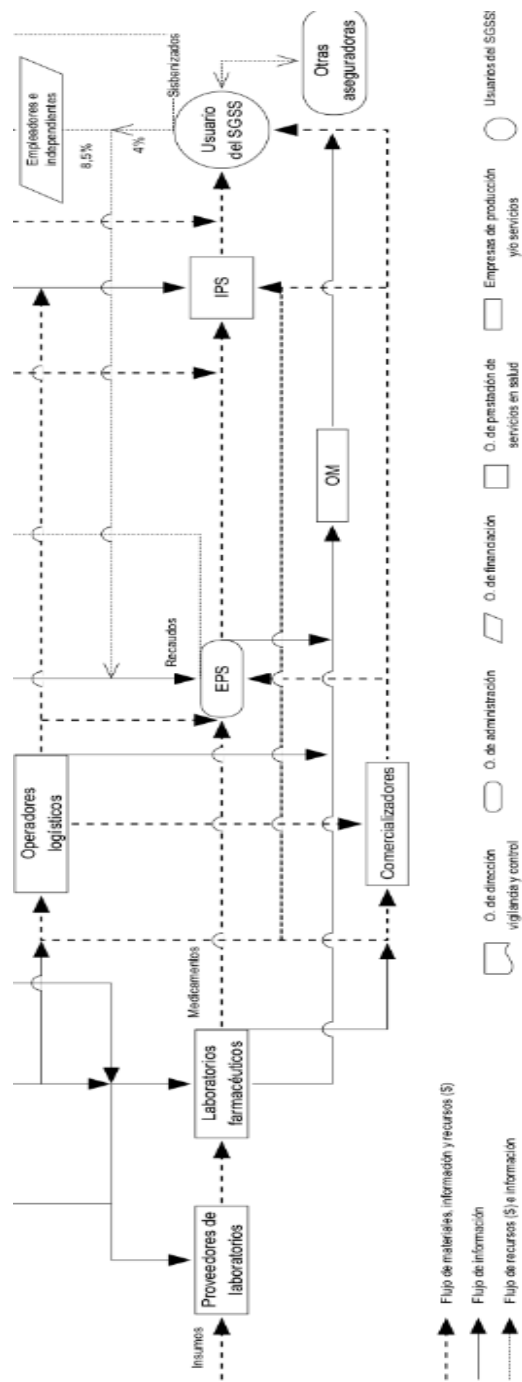 Empleadores e
independientes
8,5%
4%
Sisbenizados
Usuario
del SGSS
Otras
aseguradoras
IPS
OM
Recaudos
EPS
Operadores
logísticos
Comercializadores
Medicamentos
Laboratorios
farmacéuticos
Proveedores de
laboratorios
Insumos
Flujo de materiales, información y recursos ($)
Flujo de información
Flujo de recursos ($) e información
O. de dirección
vigilancia y control
O. de administración
O. de financiación
O. de prestación de
servicios en salud
Empresas de producción
y/o servicios
Usuarios del SGSSI